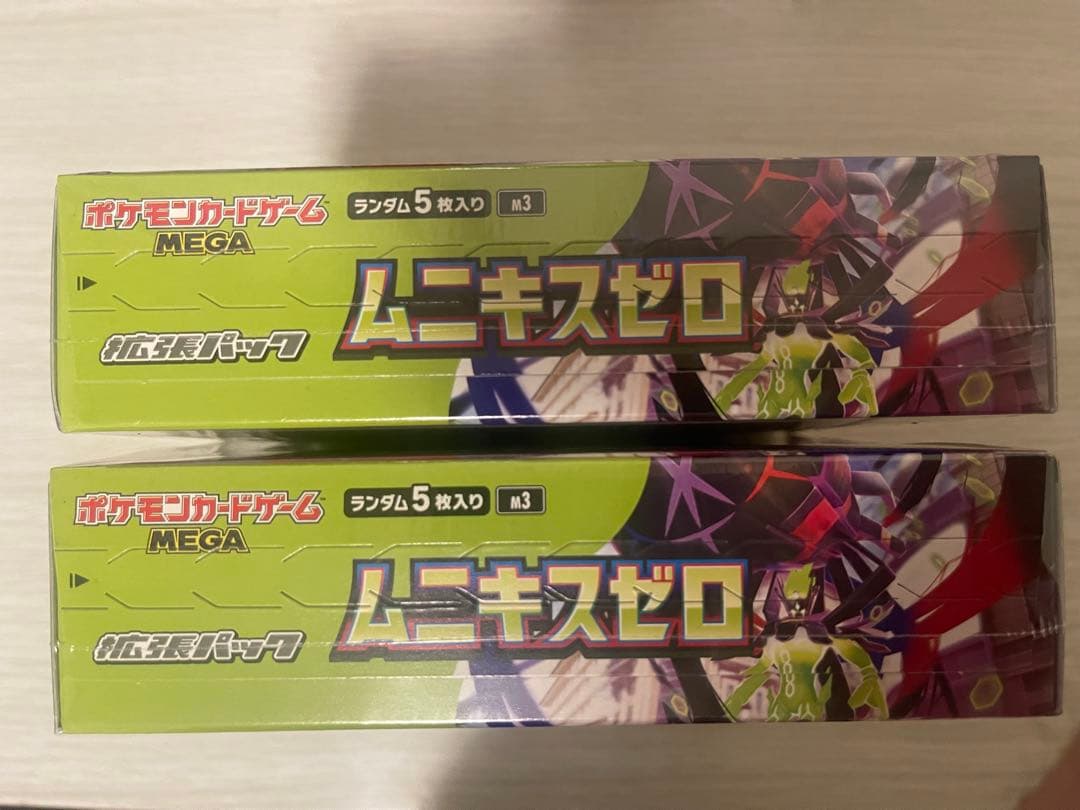 ポケモンカードゲーム
MEGA
ランダム5枚入り M3
ムニキスゼロ
拡張パック
ポケモンカードゲーム
MEGA
ランダム5枚入り M3
ムニキスゼロ
拡張パック